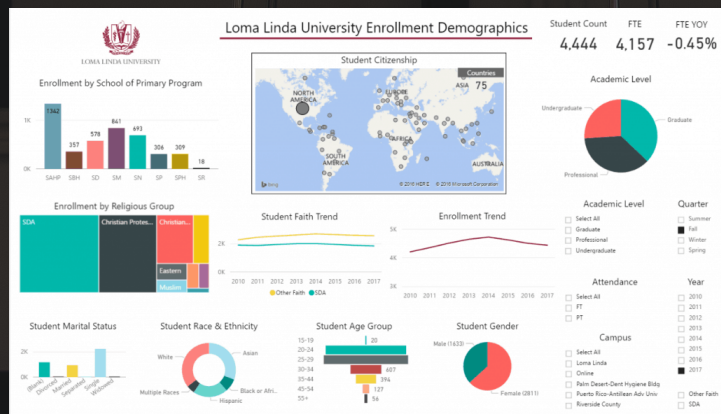 Loma Linda University Enrollment Demographics
Student Count
4,444
FTE
4,157
FTE YOY
-0.45%
LOMA LINDA UNIVERSITY
Enrollment by School of Primary Program
1K
0K
1342
357
578
841
693
306
309
18
SAHP
SBH
SD
SM
SN
SP
SPH
SR
Student Citizenship
Countries
75
NORTH
AMERICA
EUROPE
ASIA
AFRICA
SOUTH
AMERICA
AUSTRALIA
bing
© 2016 HERE © 2016 Microsoft Corporation
Academic Level
Undergraduate
Graduate
Professional
Enrollment by Religious Group
SDA
Christian Protes...
Christian...
Eastern
Muslim
Student Faith Trend
2K
0K
2010 2011 2012 2013 2014 2015 2016 2017
Other Faith
SDA
Enrollment Trend
5K
4K
3K
2010 2011 2012 2013 2014 2015 2016 2017
Academic Level
Select All
Graduate
Professional
Undergraduate
Quarter
Summer
Fall
Winter
Spring
Attendance
Select All
FT
PT
Year
2010
2011
2012
2013
2014
2015
2016
2017
Campus
Select All
Loma Linda
Online
Palm Desert-Dent Hygiene Bldg
Puerto Rico-Antillean Adv Univ
Riverside County
Other Faith
SDA
Student Marital Status
2K
0K
(Blank)
Divorced
Married
Separated
Single
Widowed
Student Race & Ethnicity
White
Asian
Black or Afri...
Hispanic
Multiple Races
Student Age Group
15-19
20
20-24
25-29
30-34
607
35-44
394
45-54
127
55+
56
Student Gender
Male (1633)
Female (2811)